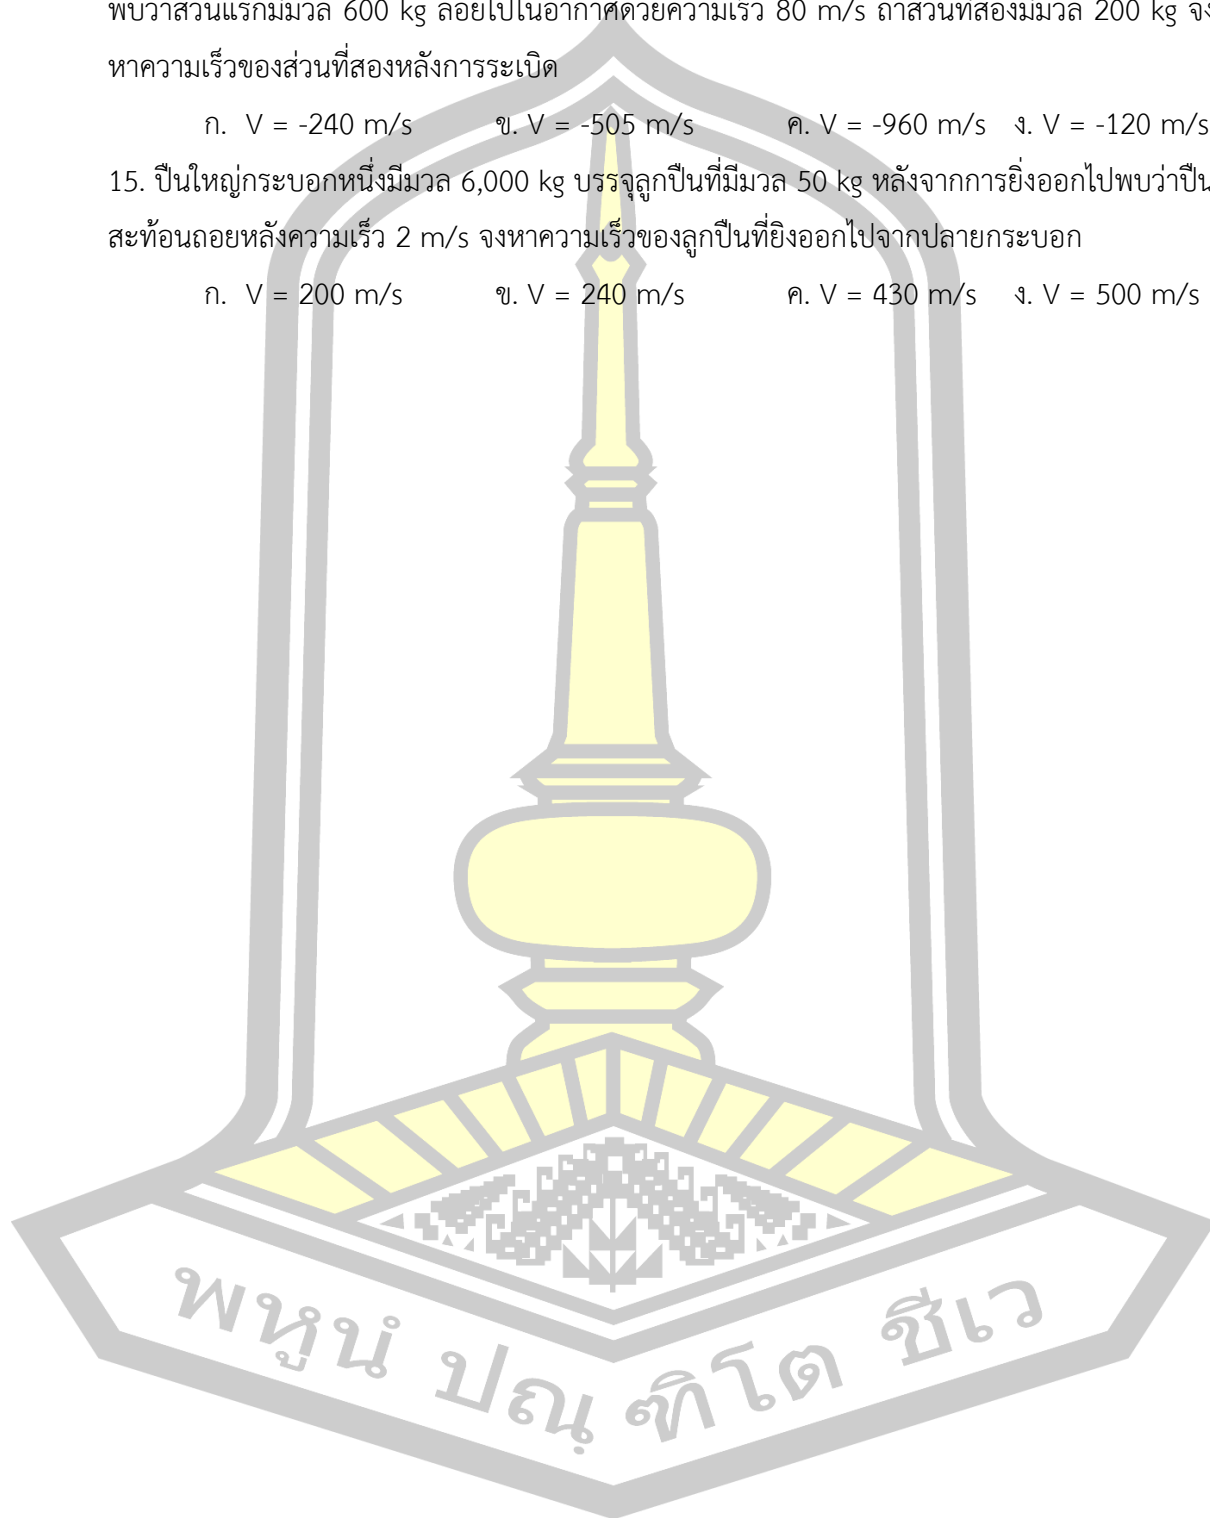 พบว่าส่วนแรกมีมวล 600 kg ลอยไปในอากาศด้วยความเร็ว 80 m/s ถ้าส่วนที่สองมีมวล 200 kg จง
หาความเร็วของส่วนที่สองหลังการระเบิด
ก. V = -240 m/s ข. V = -505 m/s ค. V = -960 m/s ง. V = -120 m/s
15. ปืนใหญ่กระบอกหนึ่งมีมวล 6,000 kg บรรจุลูกปืนที่มีมวล 50 kg หลังจากการยิ่งออกไปพบว่าปืน
สะท้อนถอยหลังความเร็ว 2 m/s จงหาความเร็วของลูกปืนที่ยิงออกไปจากปลายกระบอก
ก. V = 200 m/s ข. V = 240 m/s ค. V = 430 m/s ง. V = 500 m/s
พหูนํ ปณฺ ฑิโต ชีเว